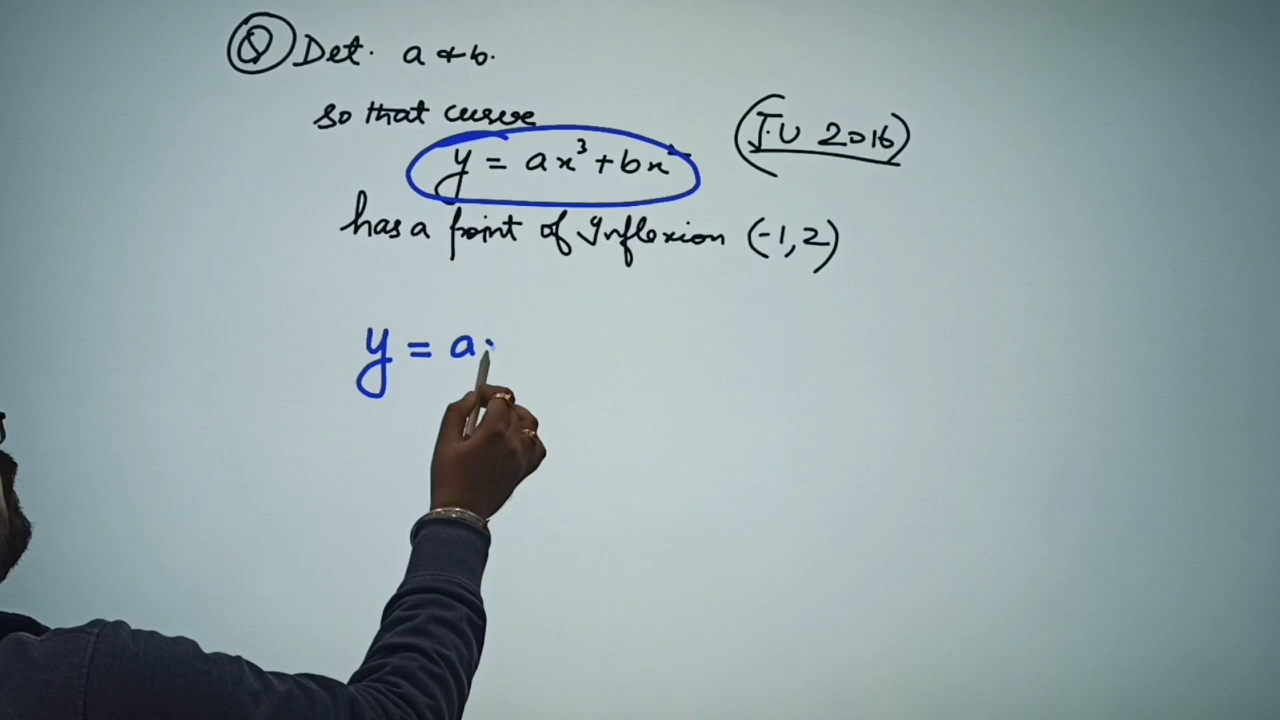 Q Det. a & b.
so that curve
y = ax³ + bx²
(J.U 2016)
has a point of Inflexion (-1,2)
y = a